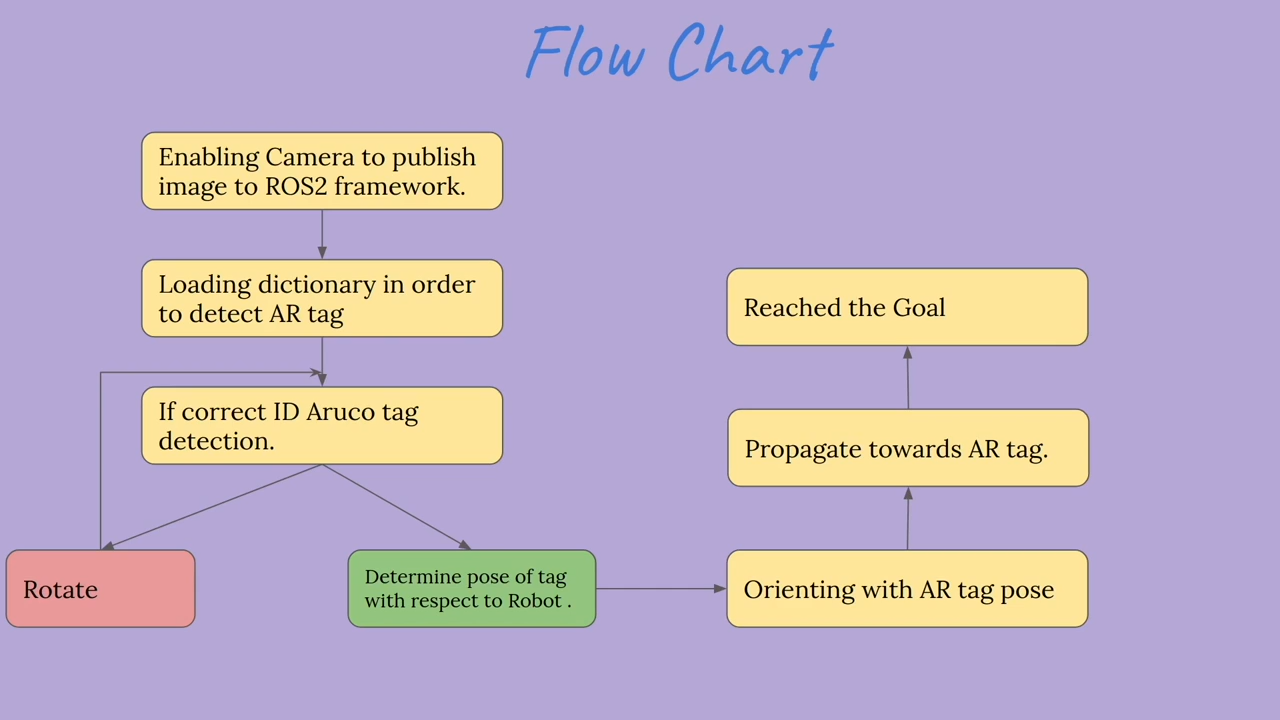 Flow Chart
Enabling Camera to publish
image to ROS2 framework.
Loading dictionary in order
to detect AR tag
If correct ID Aruco tag
detection.
Rotate
Determine pose of tag
with respect to Robot .
Orienting with AR tag pose
Propagate towards AR tag.
Reached the Goal